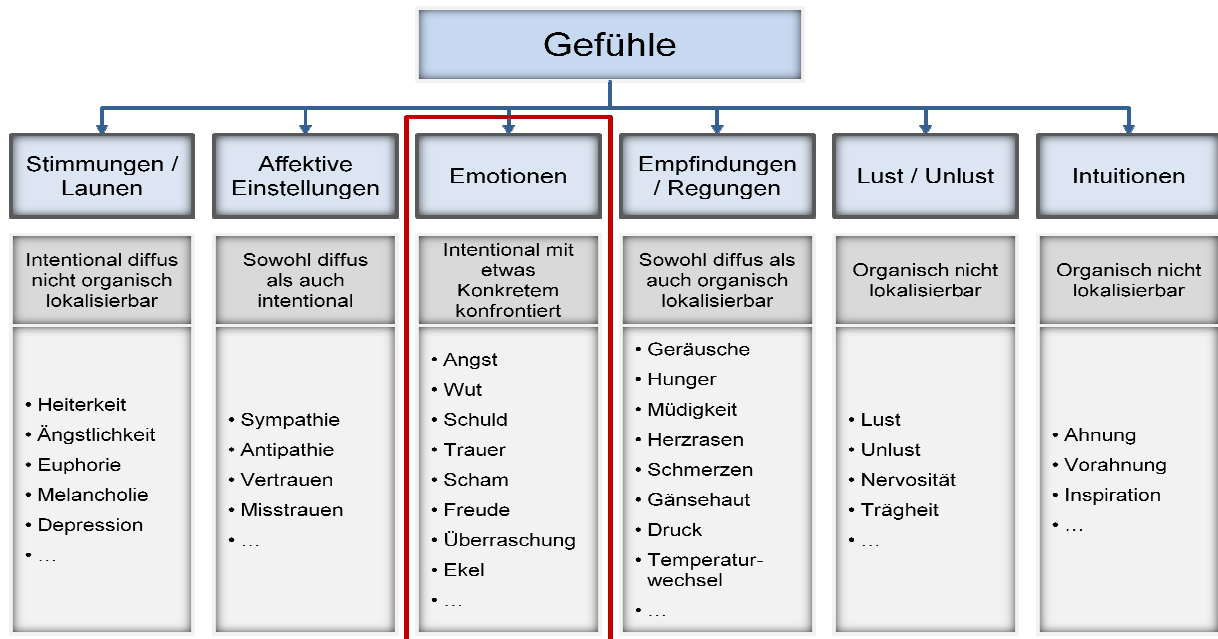 Gefühle
Stimmungen /
Launen
Intentional diffus
nicht organisch
lokalisierbar
• Heiterkeit
• Ängstlichkeit
• Euphorie
• Melancholie
• Depression
• ...
Affektive
Einstellungen
Sowohl diffus
als auch
intentional
• Sympathie
• Antipathie
• Vertrauen
• Misstrauen
• ...
Emotionen
Intentional mit
etwas
Konkretem
konfrontiert
• Angst
• Wut
• Schuld
• Trauer
• Scham
• Freude
• Überraschung
• Ekel
• ...
Empfindungen
/ Regungen
Sowohl diffus als
auch organisch
lokalisierbar
• Geräusche
• Hunger
• Müdigkeit
• Herzrasen
• Schmerzen
• Gänsehaut
• Druck
• Temperatur-
wechsel
• ...
Lust / Unlust
Organisch nicht
lokalisierbar
• Lust
• Unlust
• Nervosität
• Trägheit
• ...
Intuitionen
Organisch nicht
lokalisierbar
• Ahnung
• Vorahnung
• Inspiration
• ...